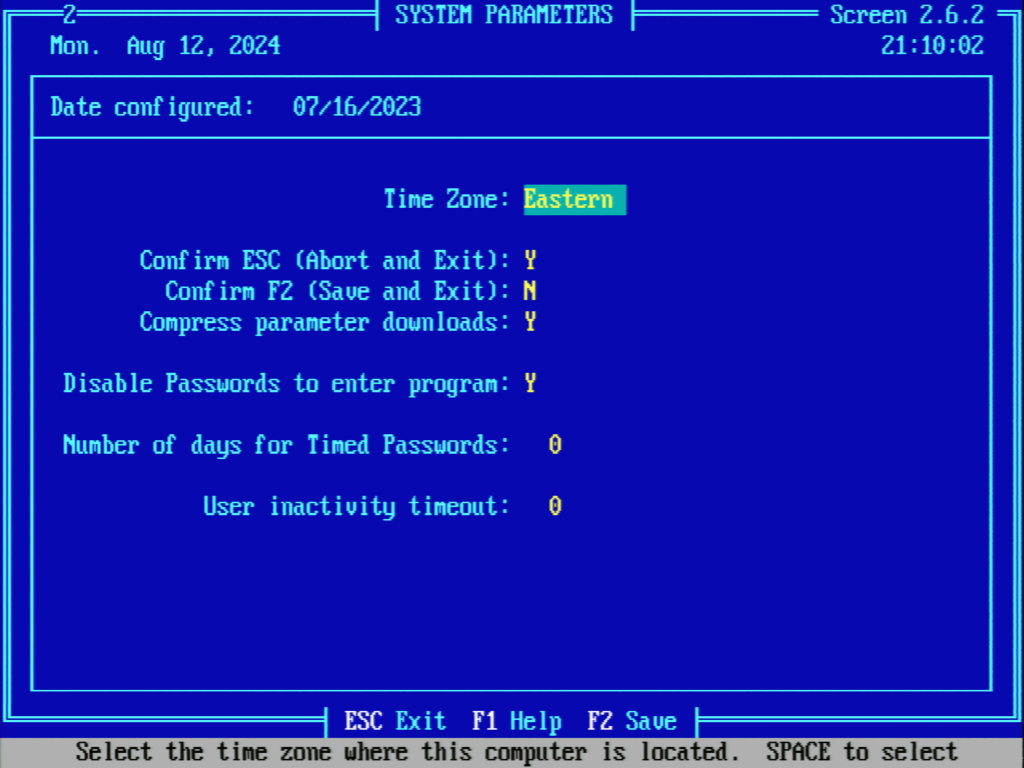 2 SYSTEM PARAMETERS Screen 2.6.2
Mon. Aug 12, 2024 21:10:02
Date configured: 07/16/2023
Time Zone: Eastern
Confirm ESC (Abort and Exit): Y
Confirm F2 (Save and Exit): N
Compress parameter downloads: Y
Disable Passwords to enter program: Y
Number of days for Timed Passwords: 0
User inactivity timeout: 0
ESC Exit F1 Help F2 Save
Select the time zone where this computer is located. SPACE to select